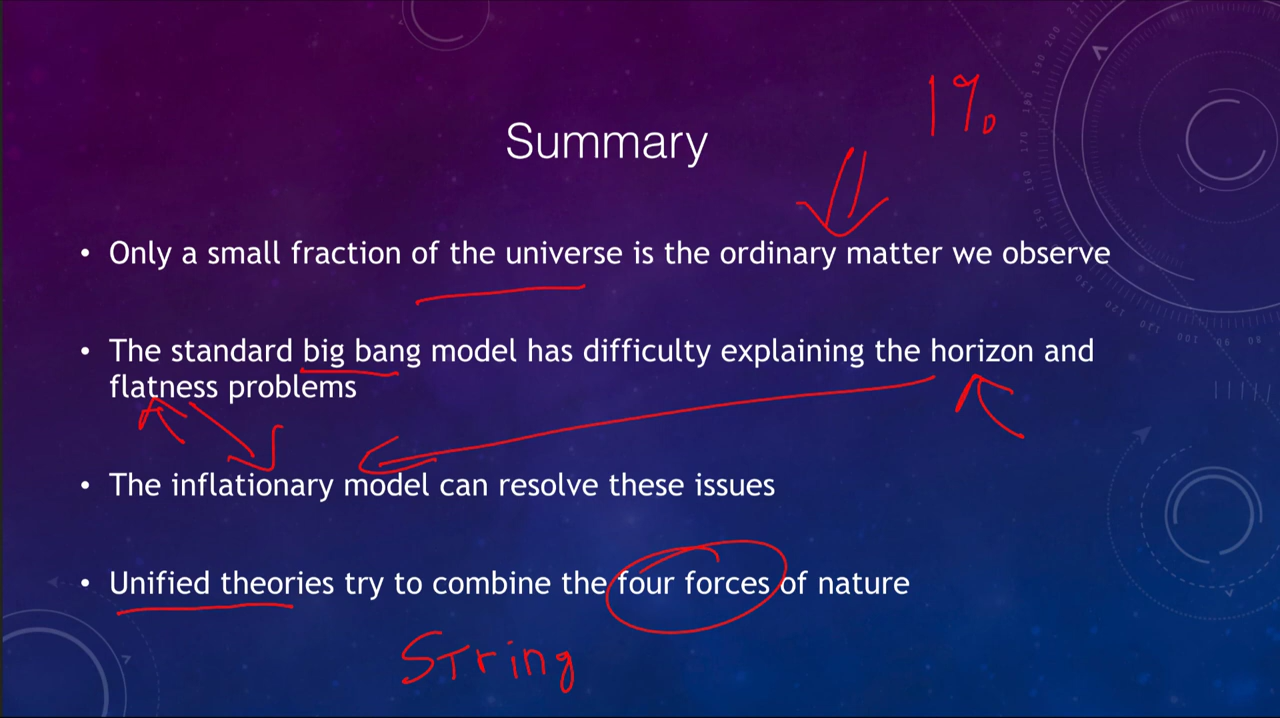 1%
Summary
• Only a small fraction of the universe is the ordinary matter we observe
• The standard big bang model has difficulty explaining the horizon and
flatness problems
• The inflationary model can resolve these issues
• Unified theories try to combine the four forces of nature
String